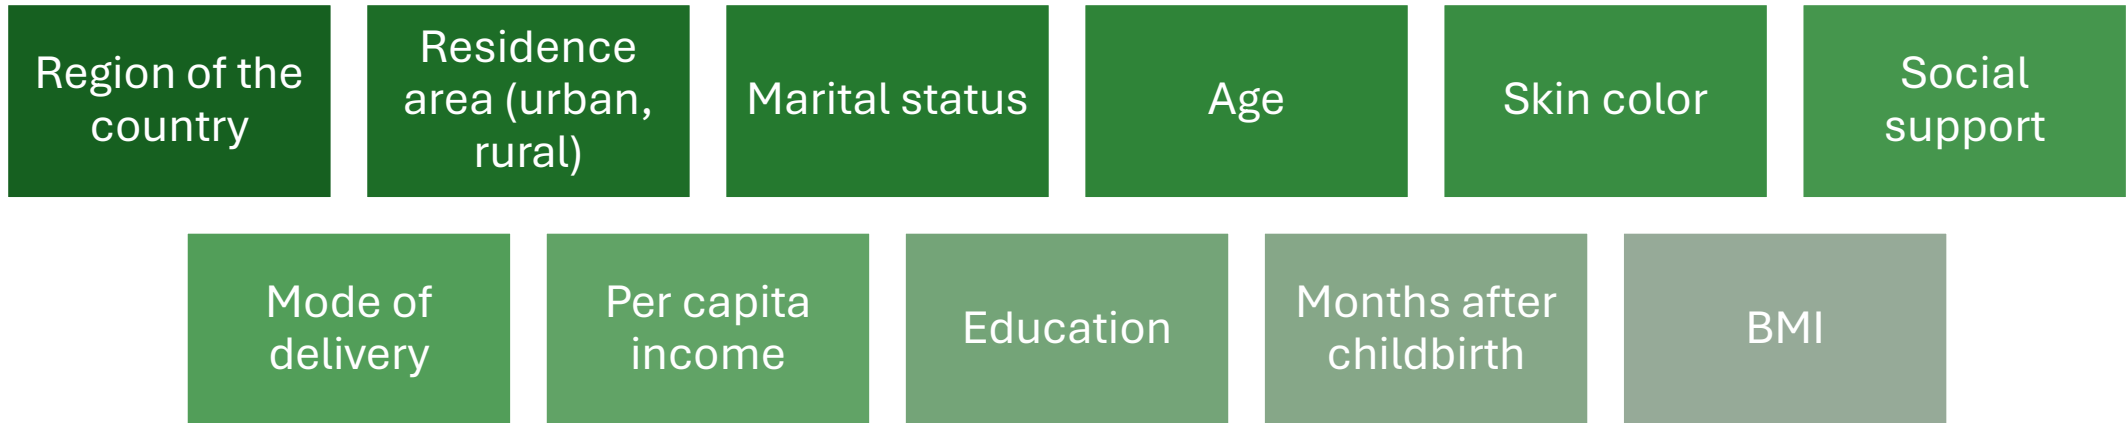 Region of the
country
Residence
area (urban,
rural)
Marital status
Age
Skin color
Social
support
Mode of
delivery
Per capita
income
Education
Months after
childbirth
BMI